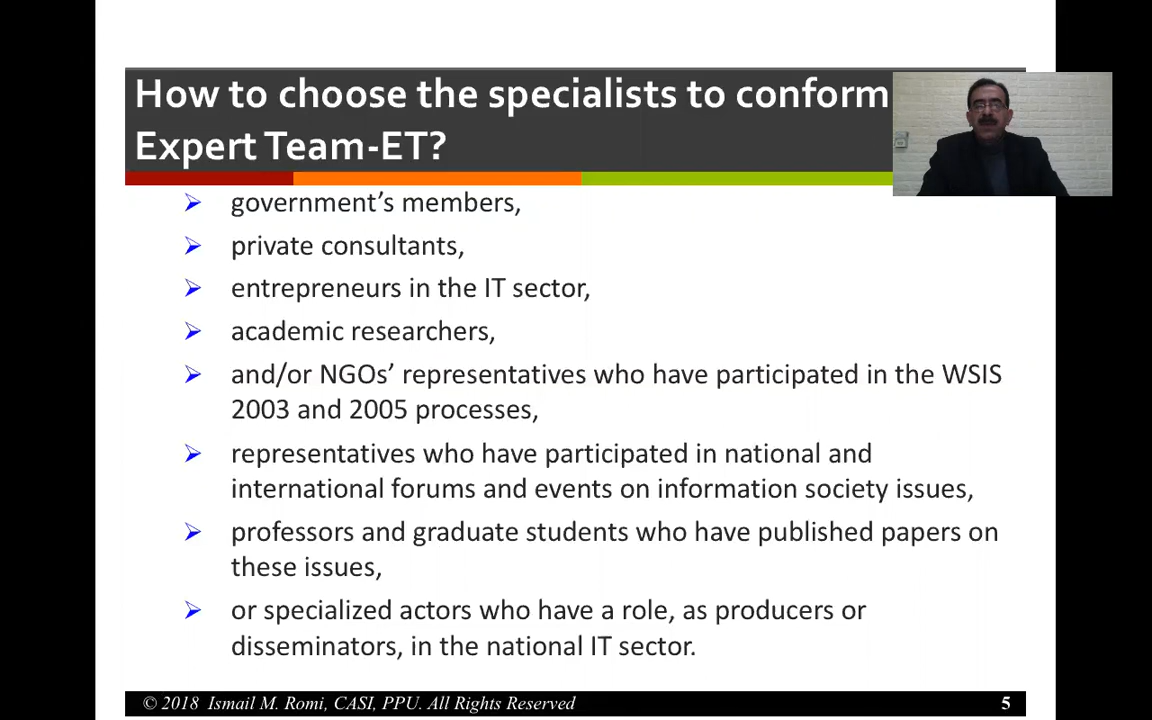 How to choose the specialists to conform
Expert Team-ET?
government's members,
private consultants,
entrepreneurs in the IT sector,
academic researchers,
and/or NGOs' representatives who have participated in the WSIS
2003 and 2005 processes,
representatives who have participated in national and
international forums and events on information society issues,
professors and graduate students who have published papers on
these issues,
or specialized actors who have a role, as producers or
disseminators, in the national IT sector.
© 2018 Ismail M. Romi, CASI, PPU. All Rights Reserved
5